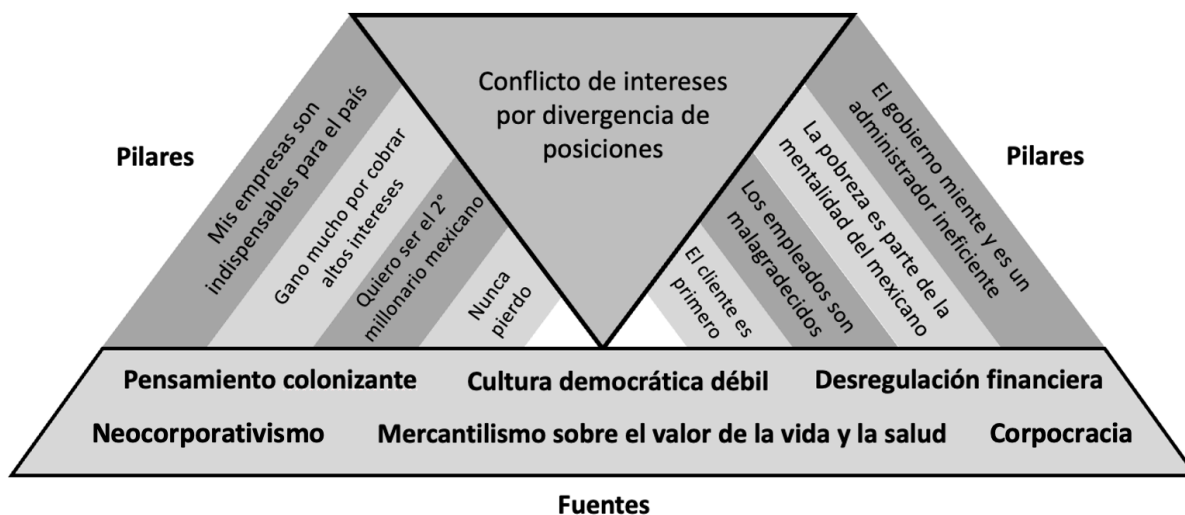 Conflicto de intereses
por divergencia de
posiciones
Pilares
Mis empresas son
indispensables para el país
Gano mucho por cobrar
altos intereses
Quiero ser el 2°
millonario mexicano
Nunca
pierdo
El cliente es
primero
Los empleados son
malagradecidos
La pobreza es parte de la
mentalidad del mexicano
El gobierno miente y es un
administrador ineficiente
Pilares
Pensamiento colonizante
Cultura democrática débil
Desregulación financiera
Neocorporativismo
Mercantilismo sobre el valor de la vida y la salud
Corpocracia
Fuentes